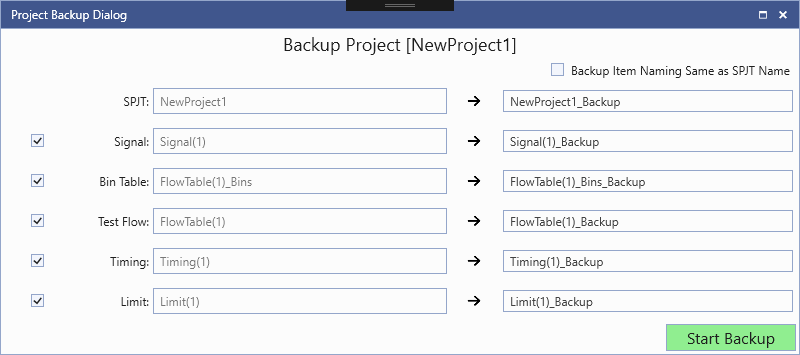 Project Backup Dialog
Backup Project [NewProject1]
Backup Item Naming Same as SPJT Name
SPJT: NewProject1 → NewProject1_Backup
Signal: Signal(1) → Signal(1)_Backup
Bin Table: FlowTable(1)_Bins → FlowTable(1)_Bins_Backup
Test Flow: FlowTable(1) → FlowTable(1)_Backup
Timing: Timing(1) → Timing(1)_Backup
Limit: Limit(1) → Limit(1)_Backup
Start Backup